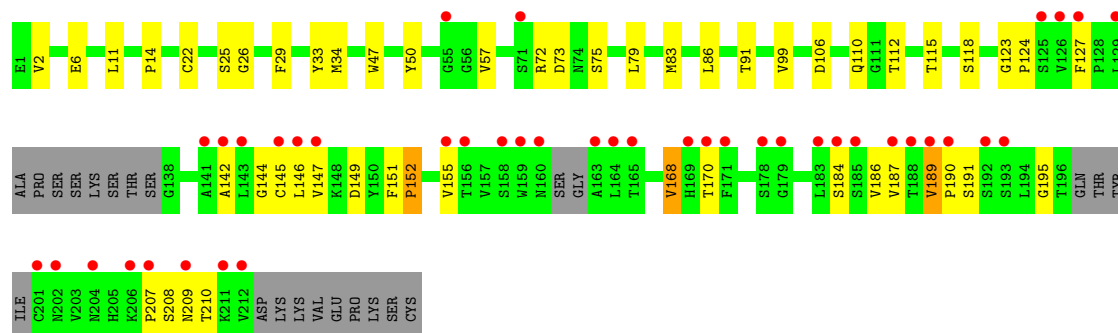 E1 V2 E6 L11 P14 C22 S25 G26 F29 Y33 M34 W47 Y50 G55 G56 V57 S71 R72 D73 N74 S75 L79 M83 L86 T91 V99 D106 Q110 G111 T112 T115 S118 G123 P124 S125 V126 F127 P128 L129
ALA PRO SER SER LYS SER THR SER G138 A141 A142 L143 G144 C145 L146 V147 K148 D149 Y150 F151 P152 V155 T156 V157 S158 W159 N160 SER GLY A163 L164 T165 V168 H169 T170 F171 S178 G179 L183 S184 S185 V186 V187 T188 V189 P190 S191 S192 S193 L194 G195 T196 GLN THR TYR
ILE C201 N202 V203 N204 H205 K206 P207 S208 N209 T210 K211 V212 ASP LYS LYS VAL GLU PRO LYS SER CYS